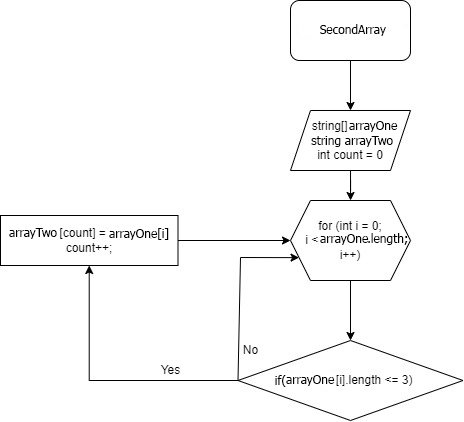 SecondArray
string[] arrayOne
string arrayTwo
int count = 0
for (int i = 0;
i < arrayOne.length;
i++)
arrayTwo [count] = arrayOne[i]
count++;
No
Yes
if(arrayOne[i].length <= 3)